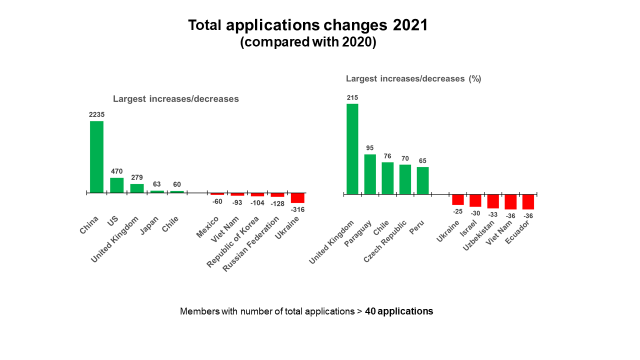 Total applications changes 2021
(compared with 2020)
Largest increases/decreases
2235
470
279
63
60
-60
-93
-104
-128
-316
China
US
United Kingdom
Japan
Chile
Mexico
Viet Nam
Republic of Korea
Russian Federation
Ukraine
Largest increases/decreases (%)
215
95
76
70
65
-25
-30
-33
-36
-36
United Kingdom
Paraguay
Chile
Czech Republic
Peru
Ukraine
Israel
Uzbekistan
Viet Nam
Ecuador
Members with number of total applications > 40 applications